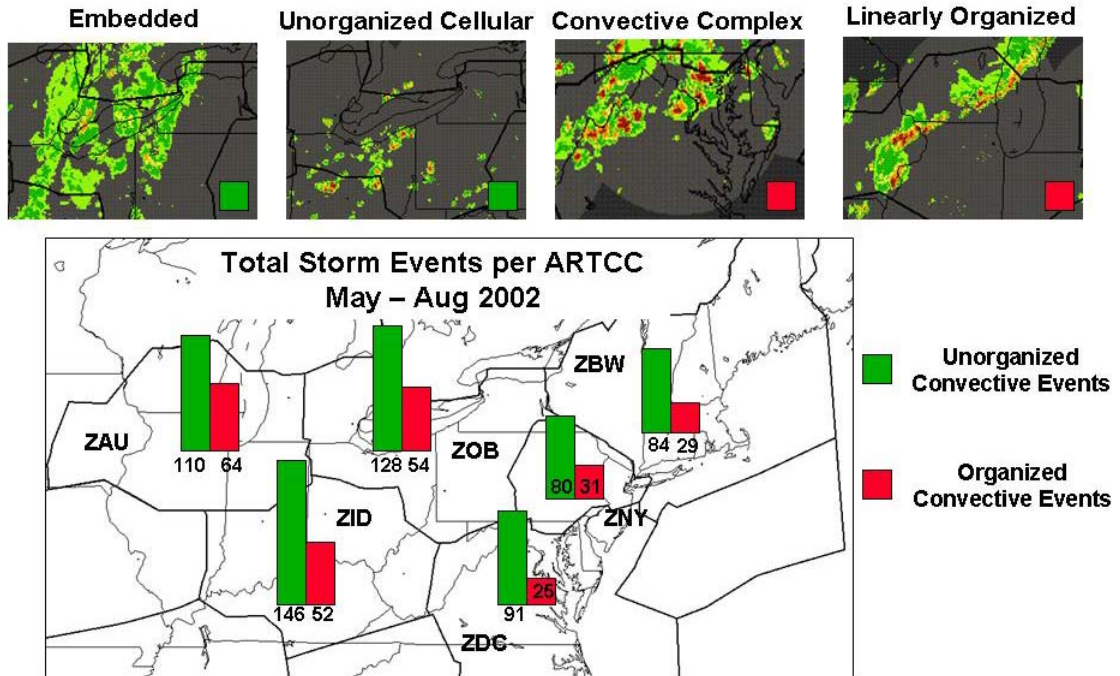 Embedded
Unorganized Cellular
Convective Complex
Linearly Organized
Total Storm Events per ARTCC
May – Aug 2002
ZBW
Unorganized
Convective Events
ZAU
110 64
128 54
ZOB
84 29
80 31
Organized
Convective Events
ZID
ZNY
146 52
91
25
ZDC